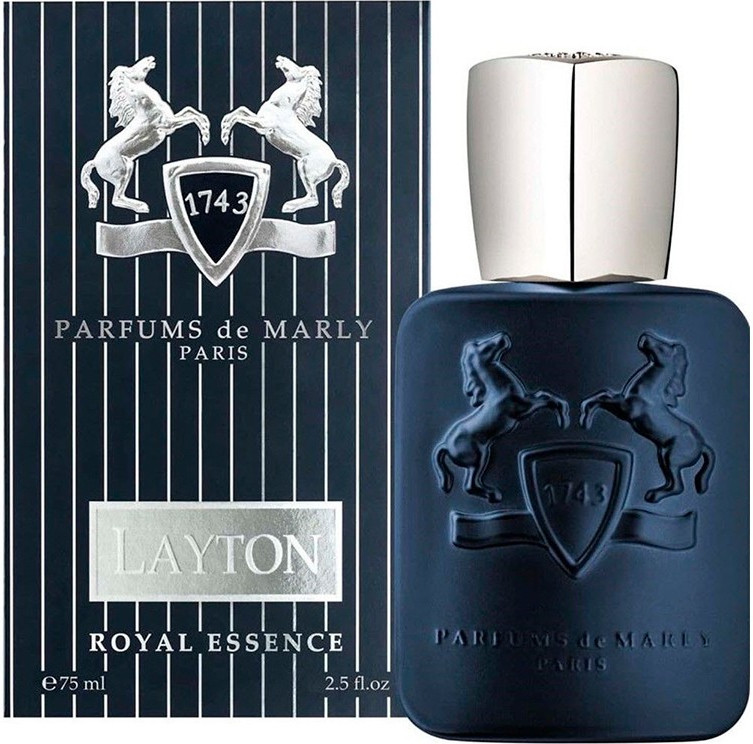 1743
PARFUMS de MARLY
PARIS
LAYTON
ROYAL ESSENCE
℮75 ml
2.5 fl.oz
1743
PARFUMS de MARLY
PARIS